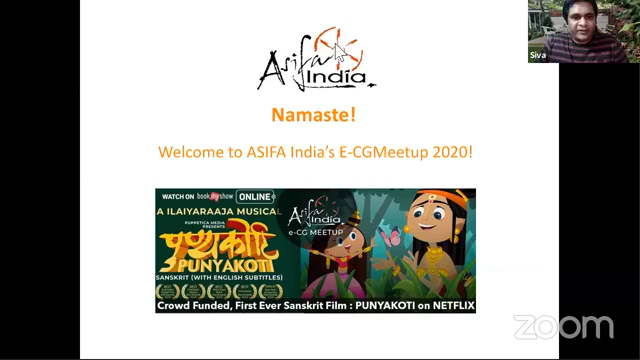 Asifa
India
Siva
Namaste!
Welcome to ASIFA India's E-CGMeetup 2020!
WATCH ON bookmyshow ONLINE
A ILAIYARAAJA MUSICAL
PUPPETICA MEDIA
PRESENTS
पुण्यकोटि
PUNYAKOTI
SANSKRIT (WITH ENGLISH SUBTITLES)
Asifa
India
e-CG MEETUP
Crowd Funded, First Ever Sanskrit Film : PUNYAKOTI on NETFLIX
zoom